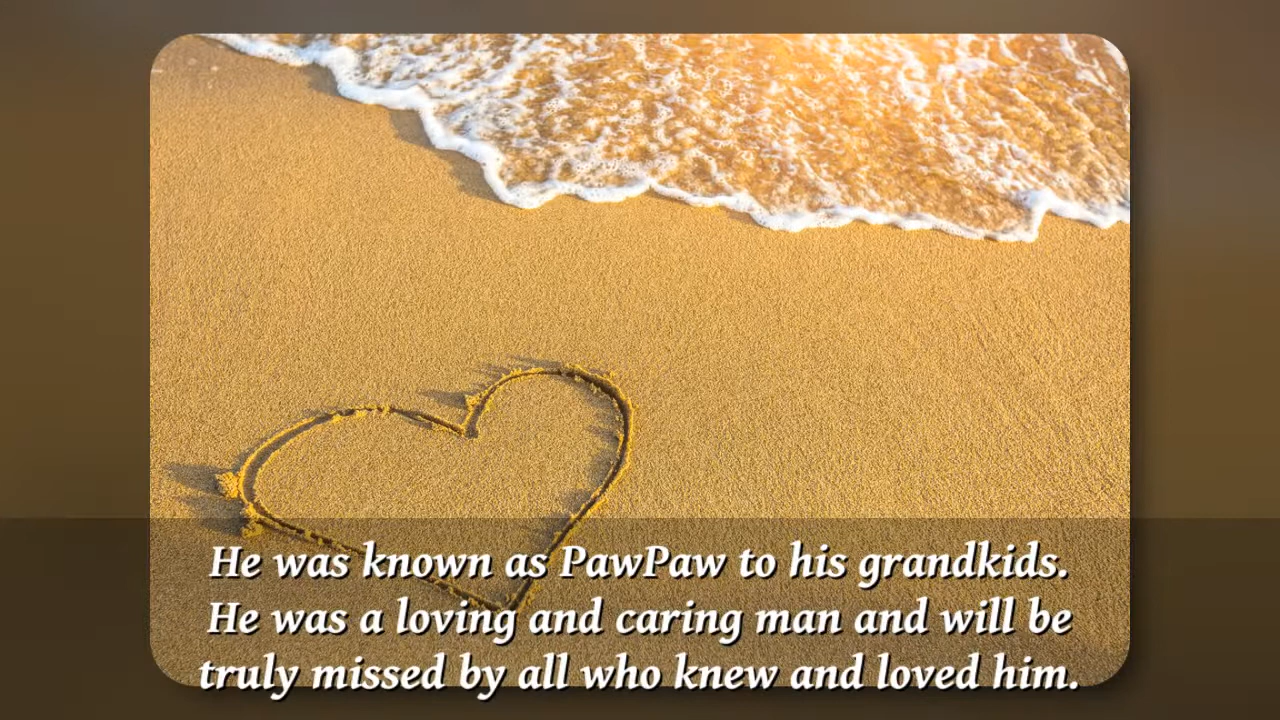 He was known as PawPaw to his grandkids.
He was a loving and caring man and will be
truly missed by all who knew and loved him.